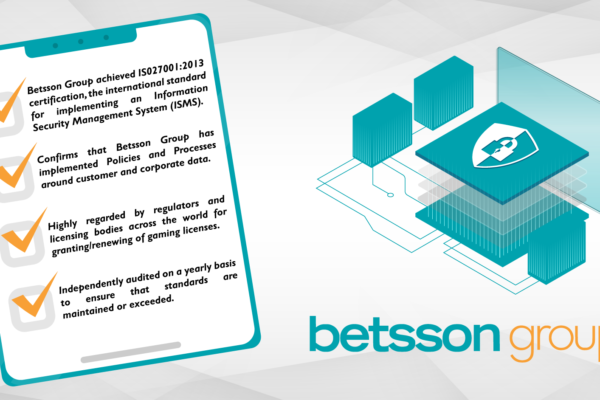 Betsson Group achieved IS027001:2013
certification, the international standard
for implementing an Information
Security Management System (ISMS).
Confirms that Betsson Group has
implemented Policies and Processes
around customer and corporate data.
Highly regarded by regulators and
licensing bodies across the world for
granting/renewing of gaming licenses.
Independently audited on a yearly basis
to ensure that standards are
maintained or exceeded.
betsson group